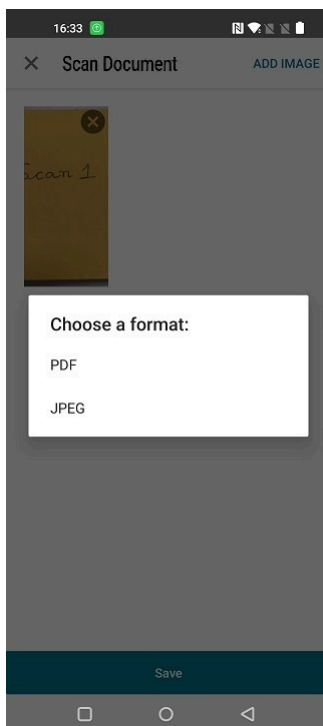 16:33
Scan Document
ADD IMAGE
Scan 1
Choose a format:
PDF
JPEG
Save